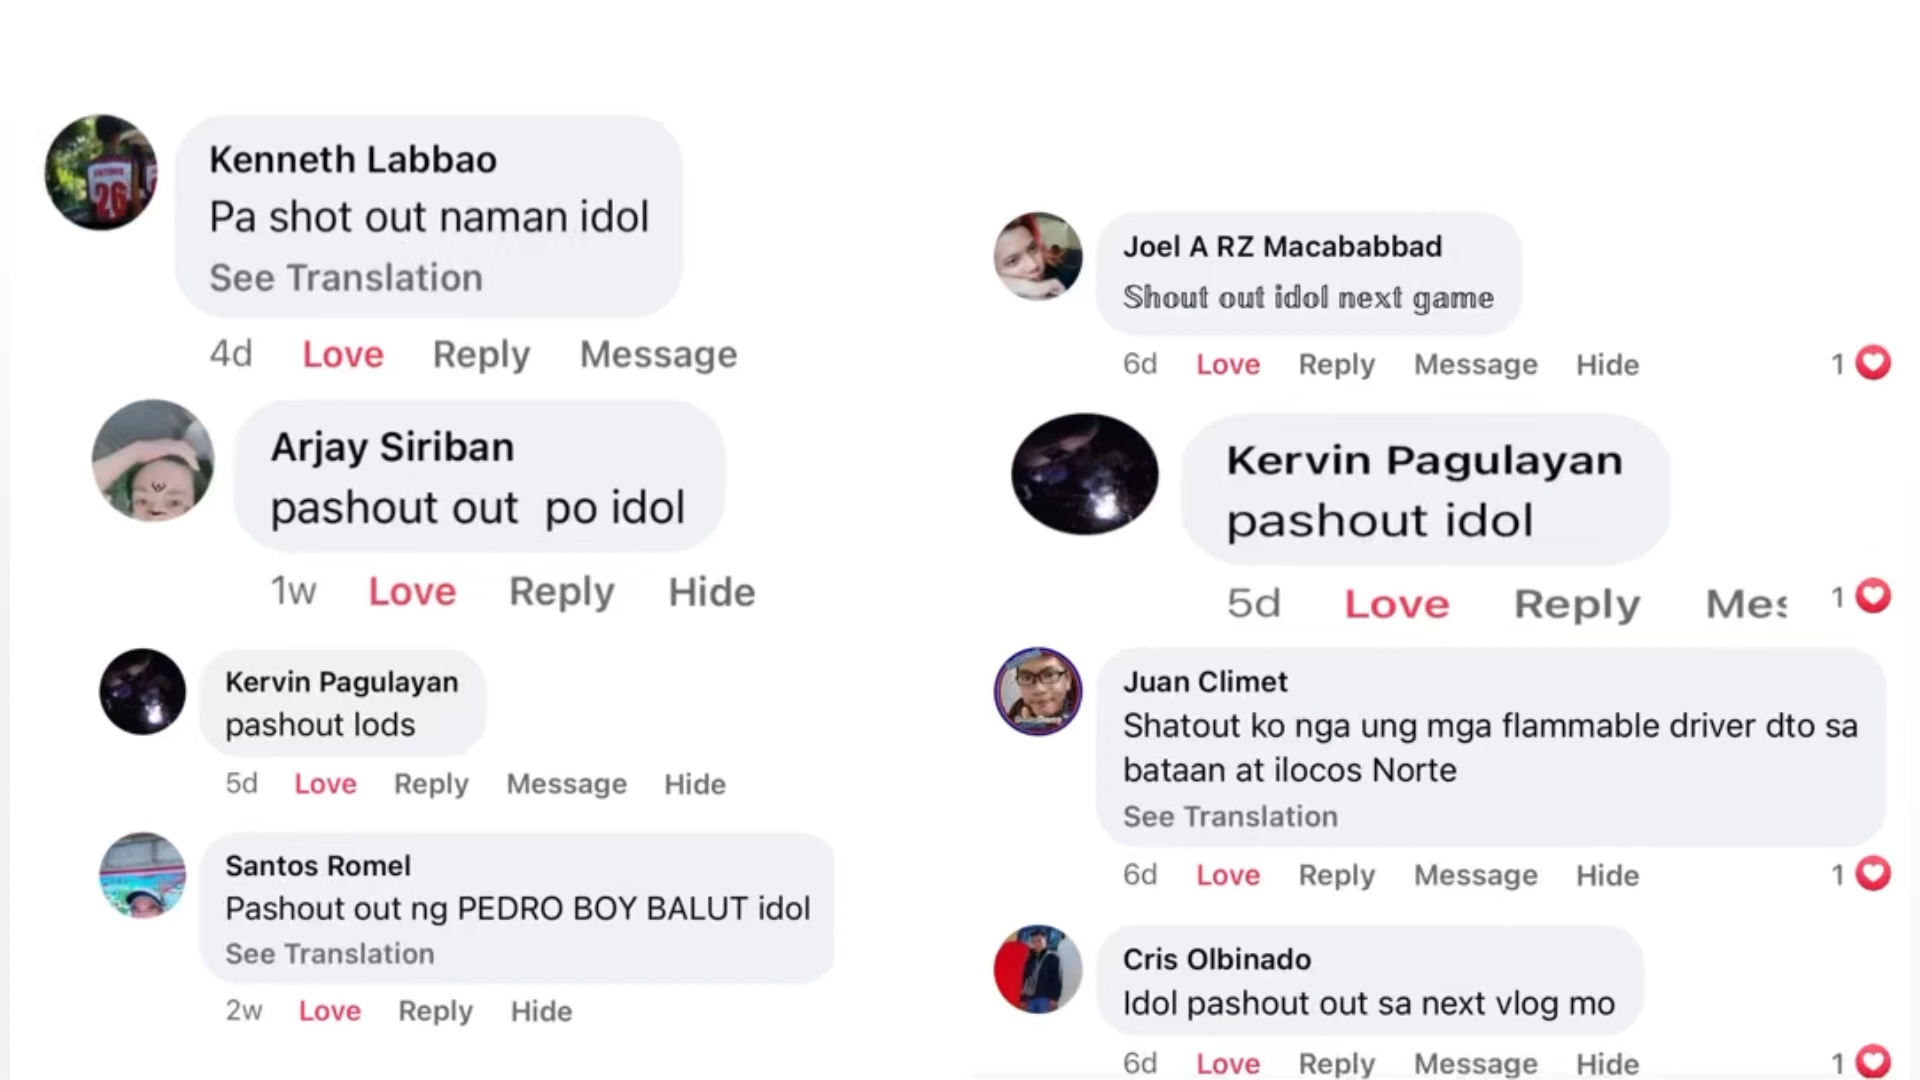 Kenneth Labbao
Pa shot out naman idol
See Translation
4d Love Reply Message
Arjay Siriban
pashout out po idol
1w Love Reply Hide
Kervin Pagulayan
pashout lods
5d Love Reply Message Hide
Santos Romel
Pashout out ng PEDRO BOY BALUT idol
See Translation
2w Love Reply Hide
Joel A RZ Macababbad
𝕊𝕙𝕠𝕦𝕥 𝕠𝕦𝕥 𝕚𝕕𝕠𝕝 𝕟𝕖𝕩𝕥 𝕘𝕒𝕞𝕖
6d Love Reply Message Hide 1
Kervin Pagulayan
pashout idol
5d Love Reply Mes 1
Juan Climet
Shatout ko nga ung mga flammable driver dto sa
bataan at ilocos Norte
See Translation
6d Love Reply Message Hide 1
Cris Olbinado
Idol pashout out sa next vlog mo
6d Love Reply Message Hide 1